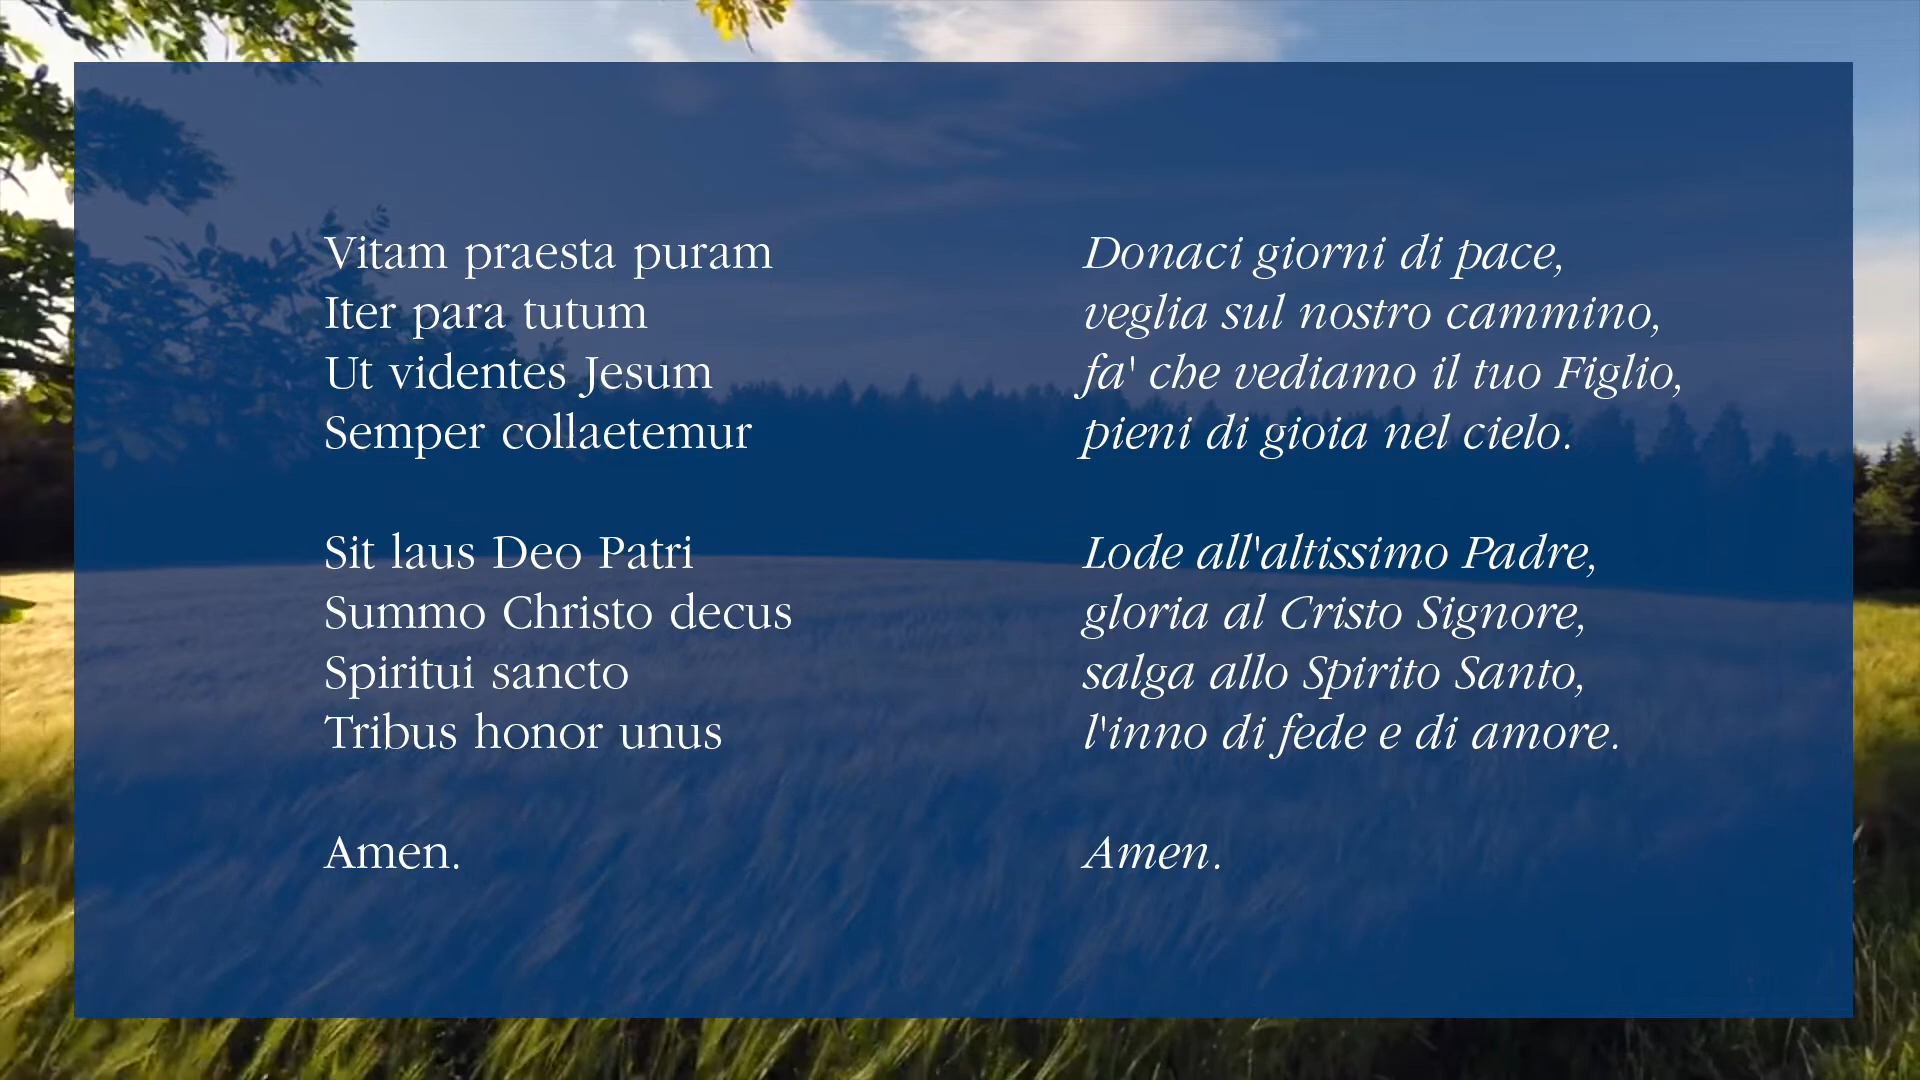 Vitam praesta puram
Iter para tutum
Ut videntes Jesum
Semper collaetemur
Sit laus Deo Patri
Summo Christo decus
Spiritui sancto
Tribus honor unus
Amen.
Donaci giorni di pace,
veglia sul nostro cammino,
fa' che vediamo il tuo Figlio,
pieni di gioia nel cielo.
Lode all'altissimo Padre,
gloria al Cristo Signore,
salga allo Spirito Santo,
l'inno di fede e di amore.
Amen.